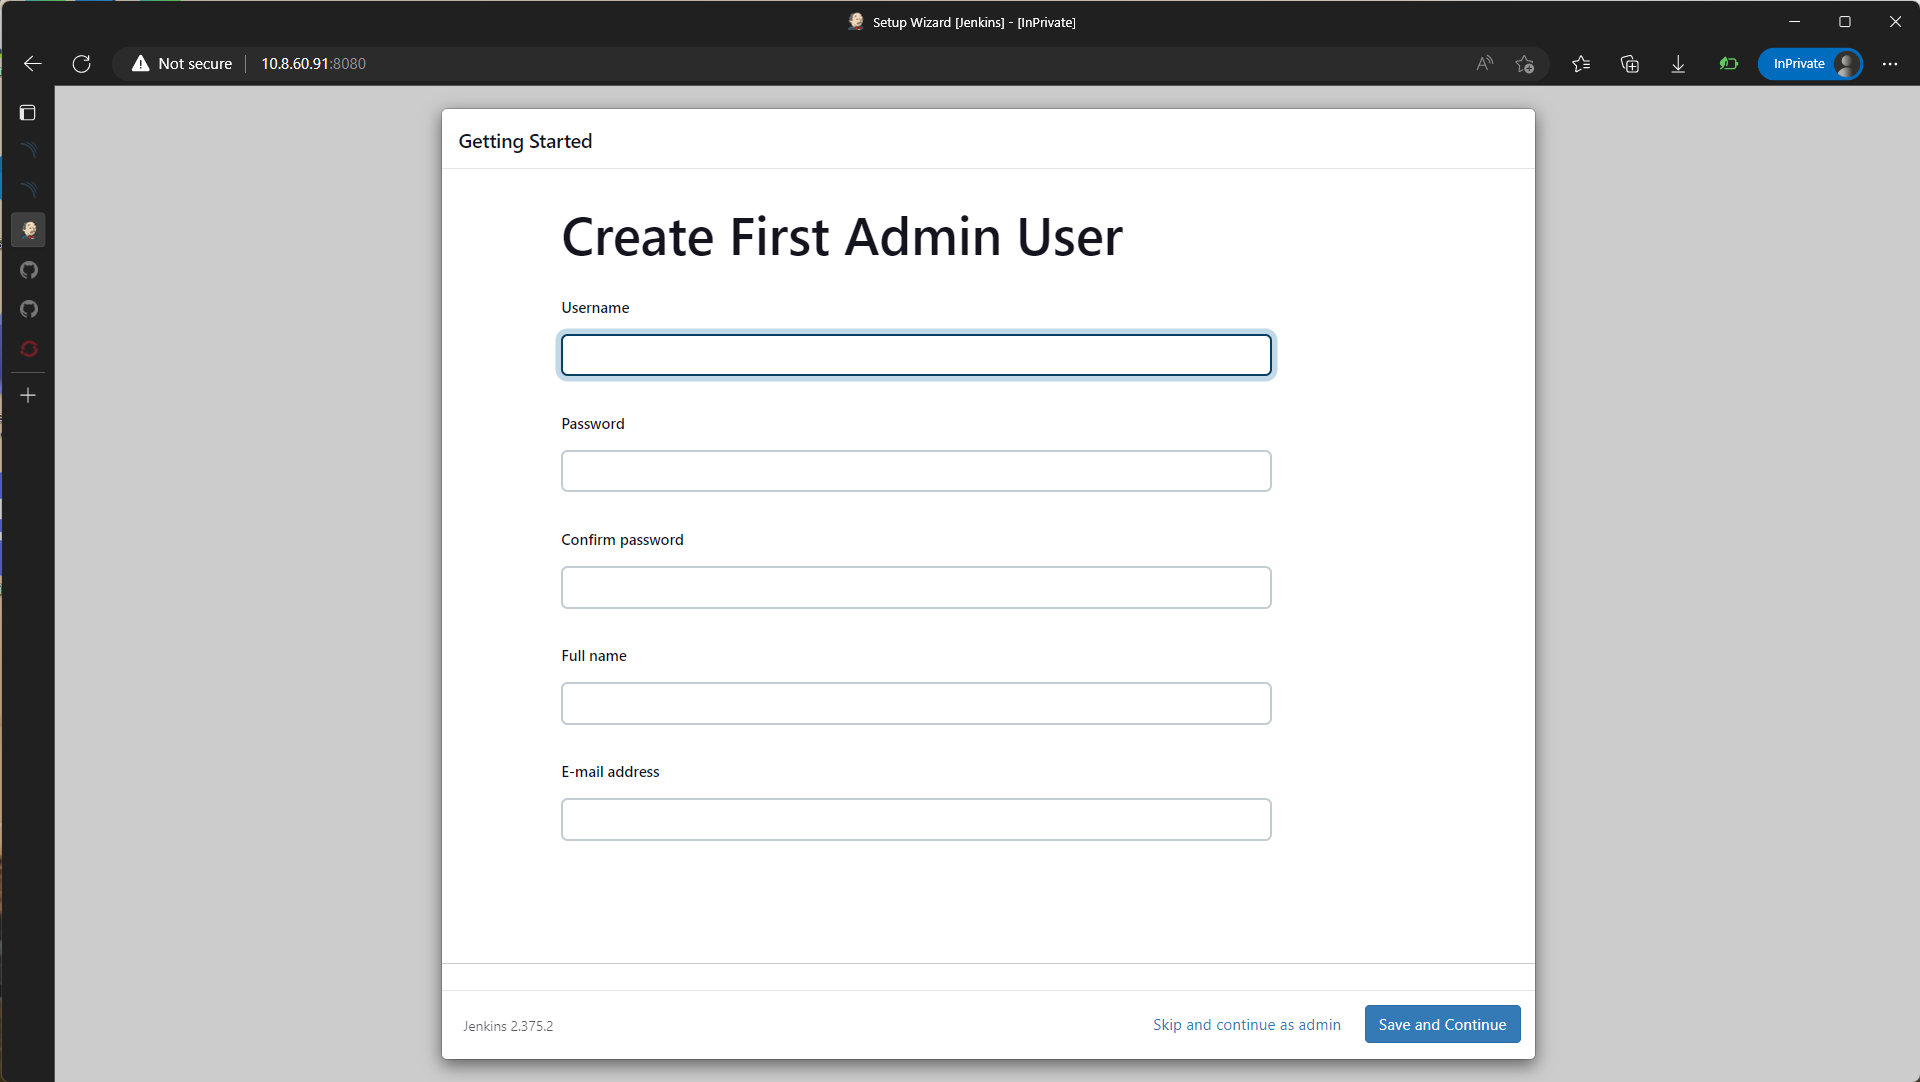 Setup Wizard [Jenkins] - [InPrivate]
Not secure
10.8.60.91:8080
InPrivate
Getting Started
Create First Admin User
Username
Password
Confirm password
Full name
E-mail address
Jenkins 2.375.2
Skip and continue as admin
Save and Continue